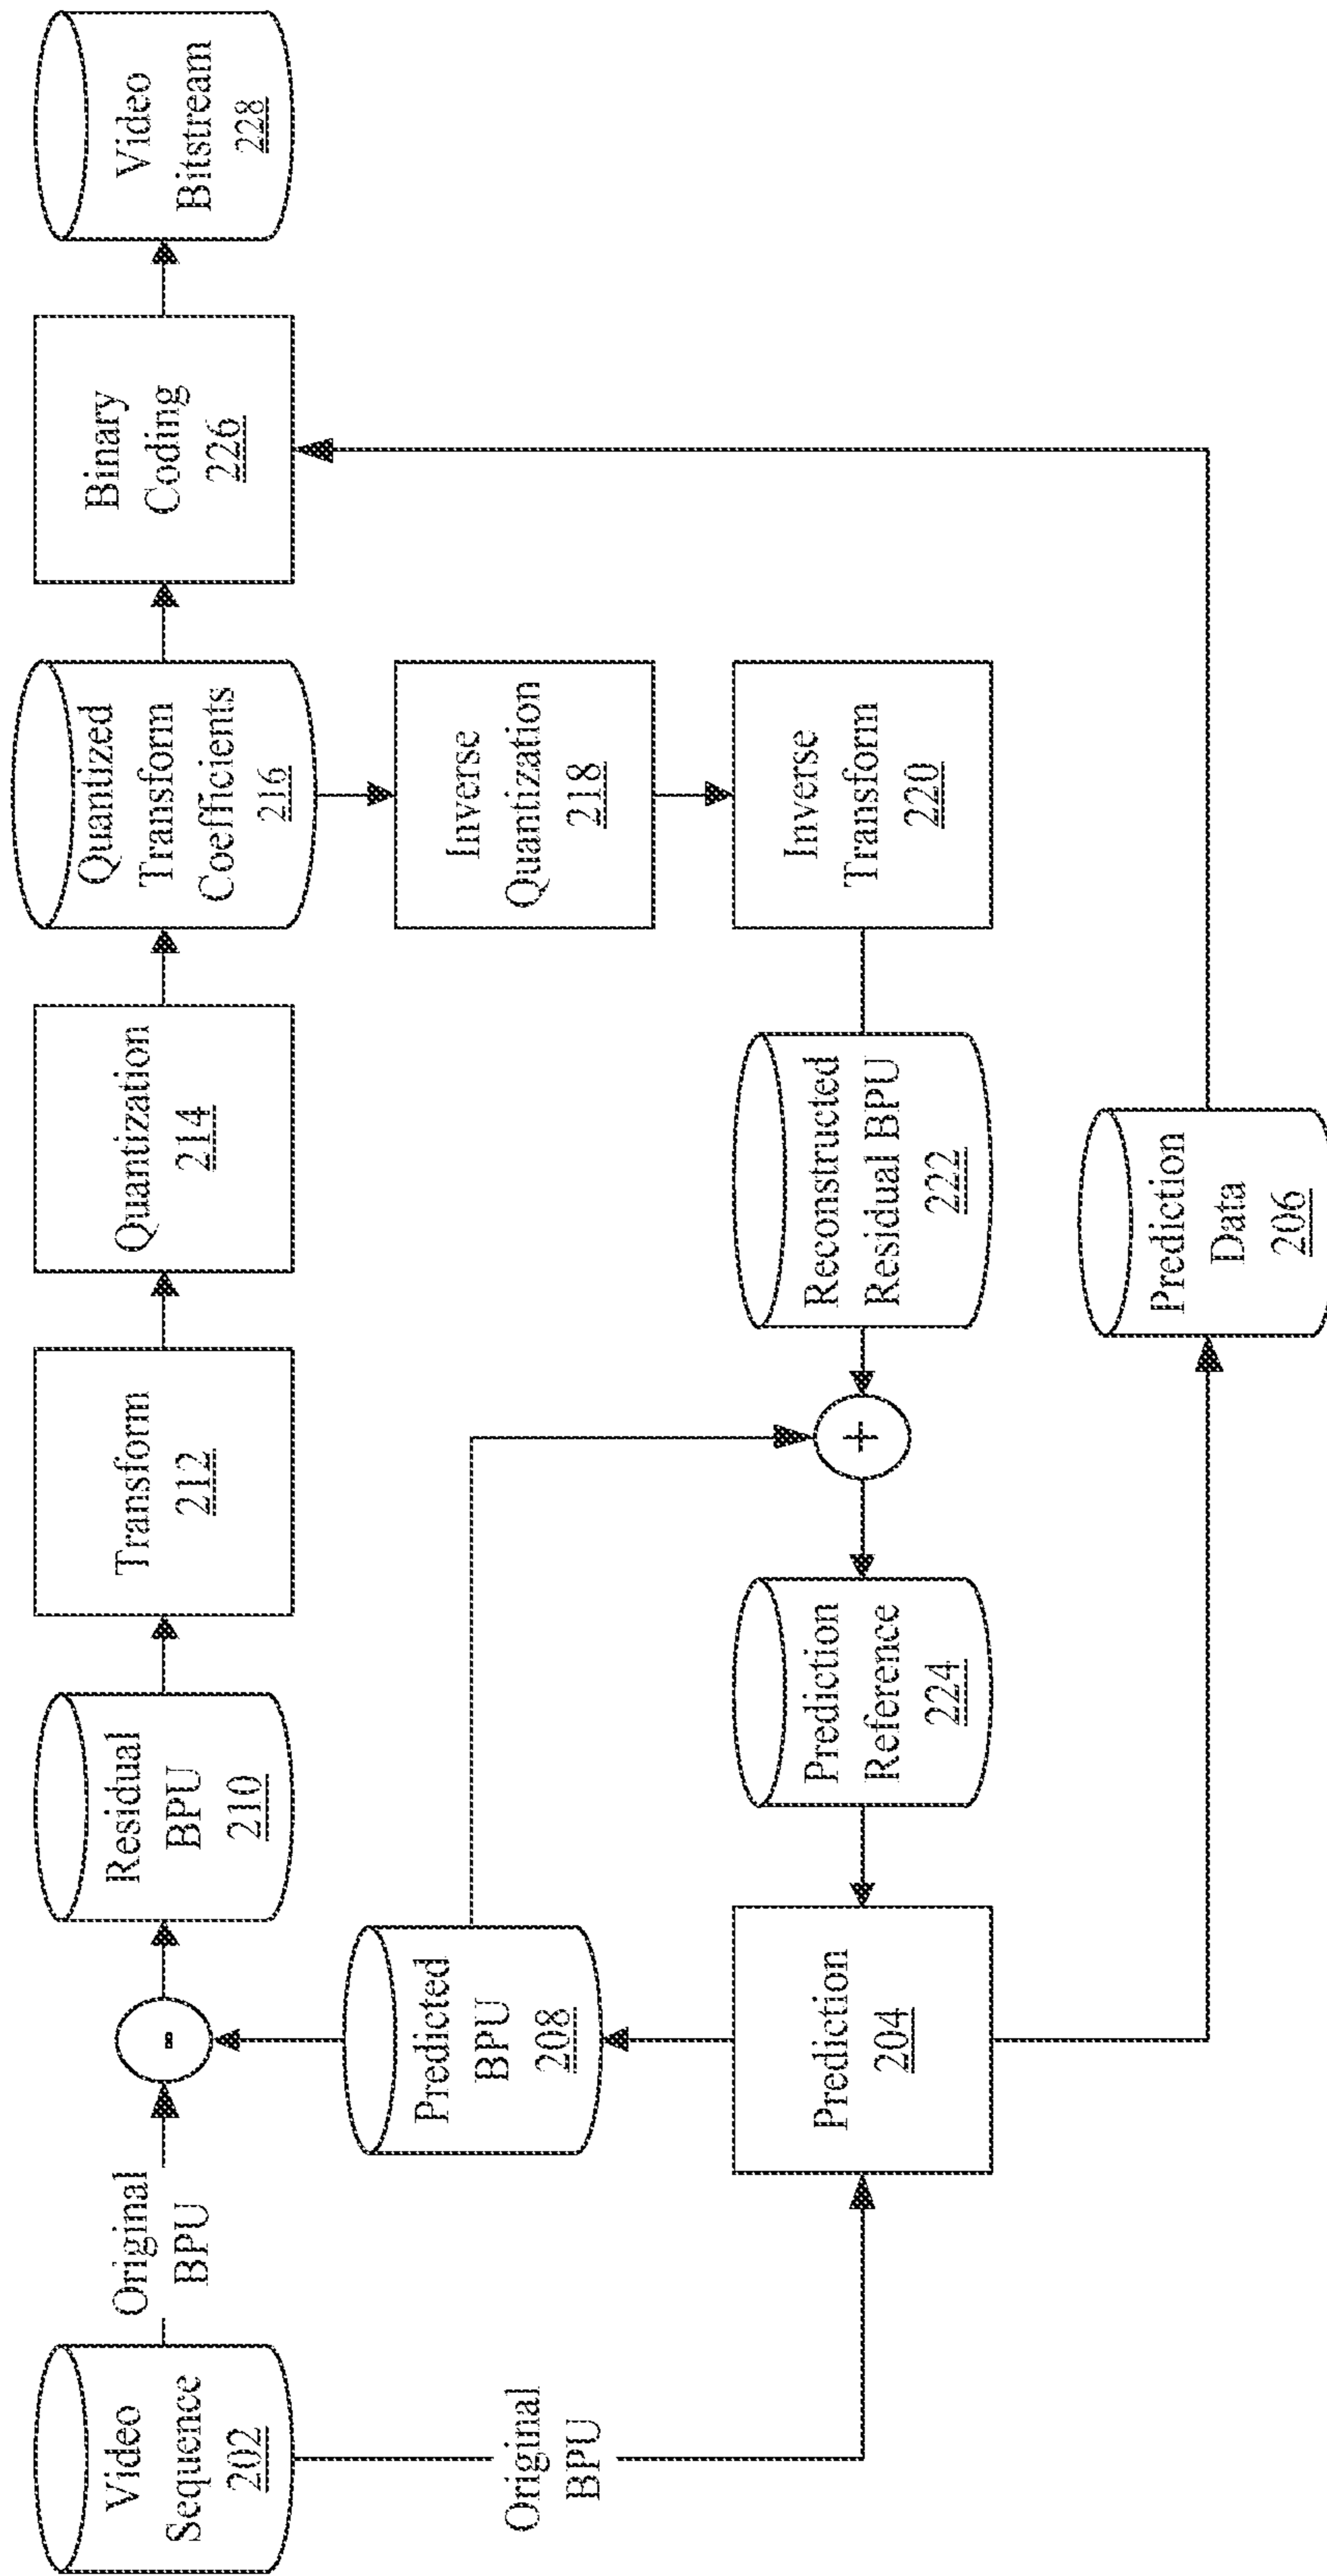 Video
Sequence
202
Original
BPU
Original
BPU
-
Residual
BPU
210
Transform
212
Quantization
214
Quantized
Transform
Coefficients
216
Binary
Coding
226
Video
Bitstream
228
Predicted
BPU
208
Inverse
Quantization
218
Prediction
204
Prediction
Reference
224
+
Reconstructed
Residual BPU
222
Inverse
Transform
220
Prediction
Data
206